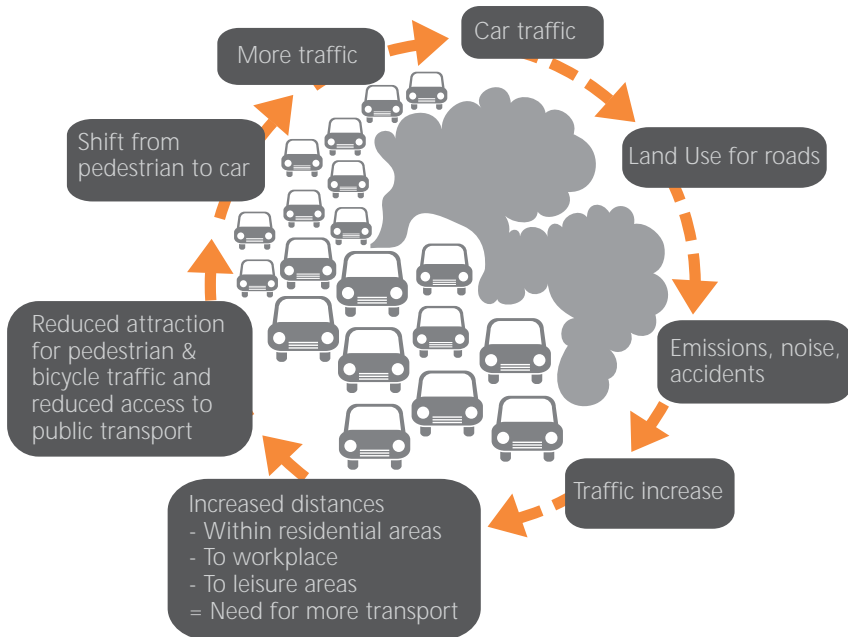 Car traffic
Land Use for roads
Emissions, noise,
accidents
Traffic increase
Increased distances
- Within residential areas
- To workplace
- To leisure areas
= Need for more transport
Reduced attraction
for pedestrian &
bicycle traffic and
reduced access to
public transport
Shift from
pedestrian to car
More traffic